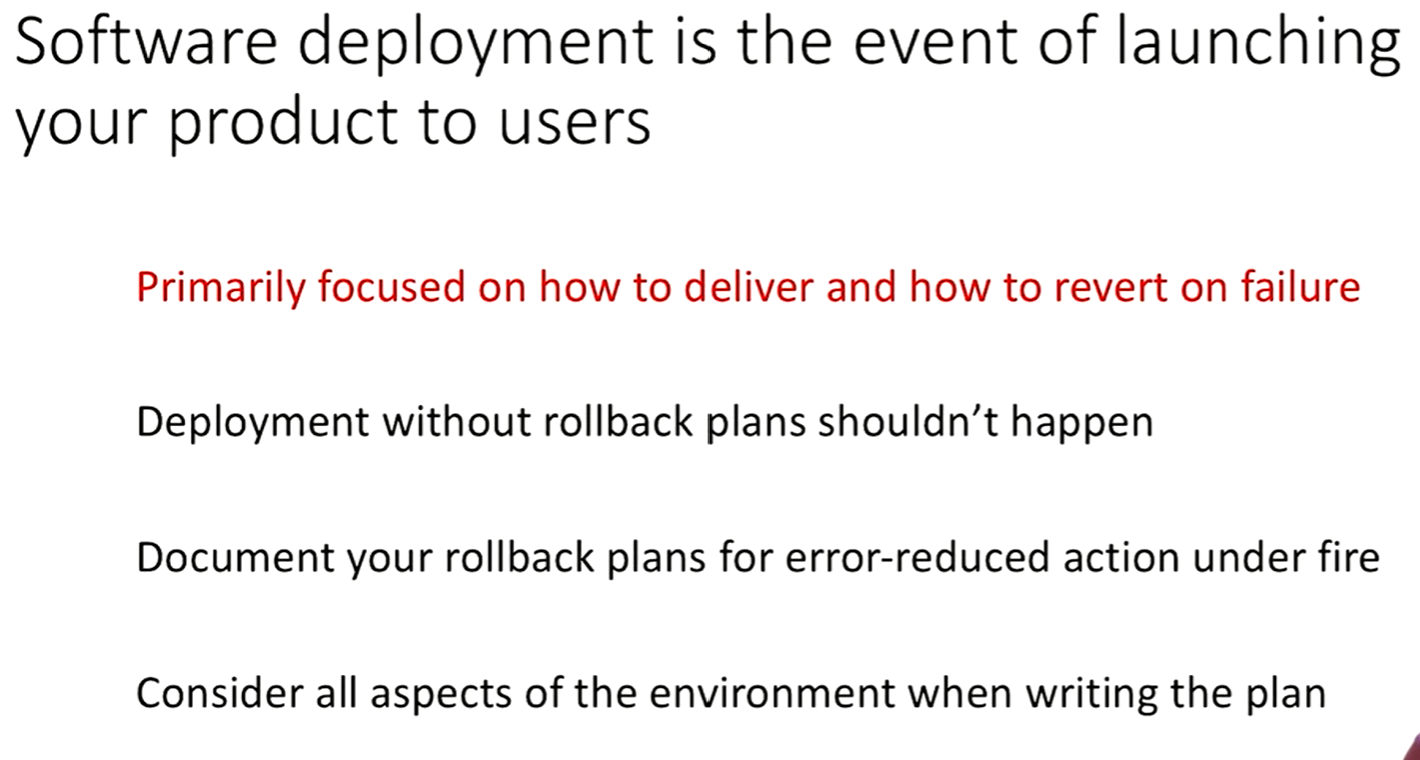 Software deployment is the event of launching
your product to users
Primarily focused on how to deliver and how to revert on failure
Deployment without rollback plans shouldn’t happen
Document your rollback plans for error-reduced action under fire
Consider all aspects of the environment when writing the plan